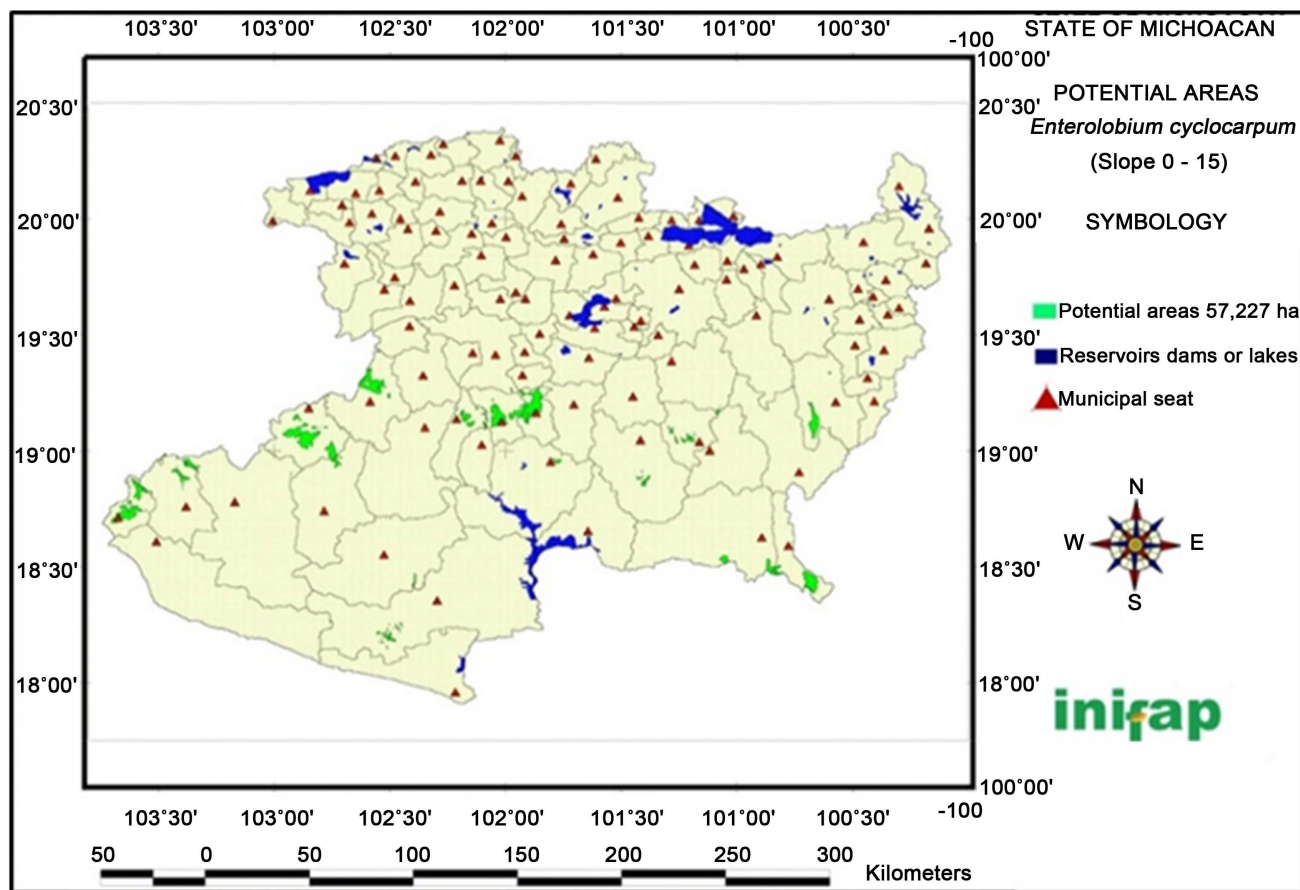 103˚30' 103˚00' 102˚30' 102˚00' 101˚30' 101˚00' 100˚30' -100
100˚00'
STATE OF MICHOACAN
POTENTIAL AREAS
Enterolobium cyclocarpum
(Slope 0 - 15)
SYMBOLOGY
Potential areas 57,227 ha
Reservoirs dams or lakes
Municipal seat
20˚30' 20˚30'
20˚00' 20˚00'
19˚30' 19˚30'
19˚00' 19˚00'
18˚30' 18˚30'
18˚00' 18˚00'
N
W E
S
inifap
100˚00'
103˚30' 103˚00' 102˚30' 102˚00' 101˚30' 101˚00' 100˚30' -100
50 0 50 100 150 200 250 300 Kilometers